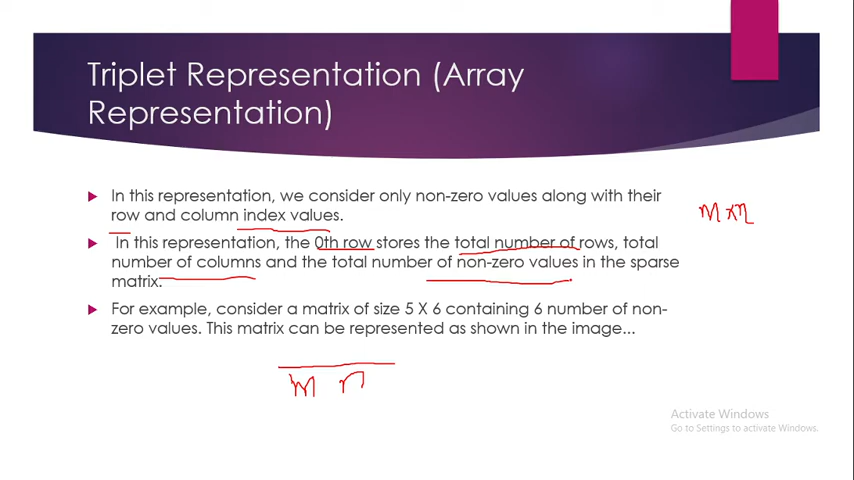 Triplet Representation (Array
Representation)
In this representation, we consider only non-zero values along with their
row and column index values.
In this representation, the 0th row stores the total number of rows, total
number of columns and the total number of non-zero values in the sparse
matrix.
For example, consider a matrix of size 5 X 6 containing 6 number of non-
zero values. This matrix can be represented as shown in the image...
m x n
m n
Activate Windows
Go to Settings to activate Windows.